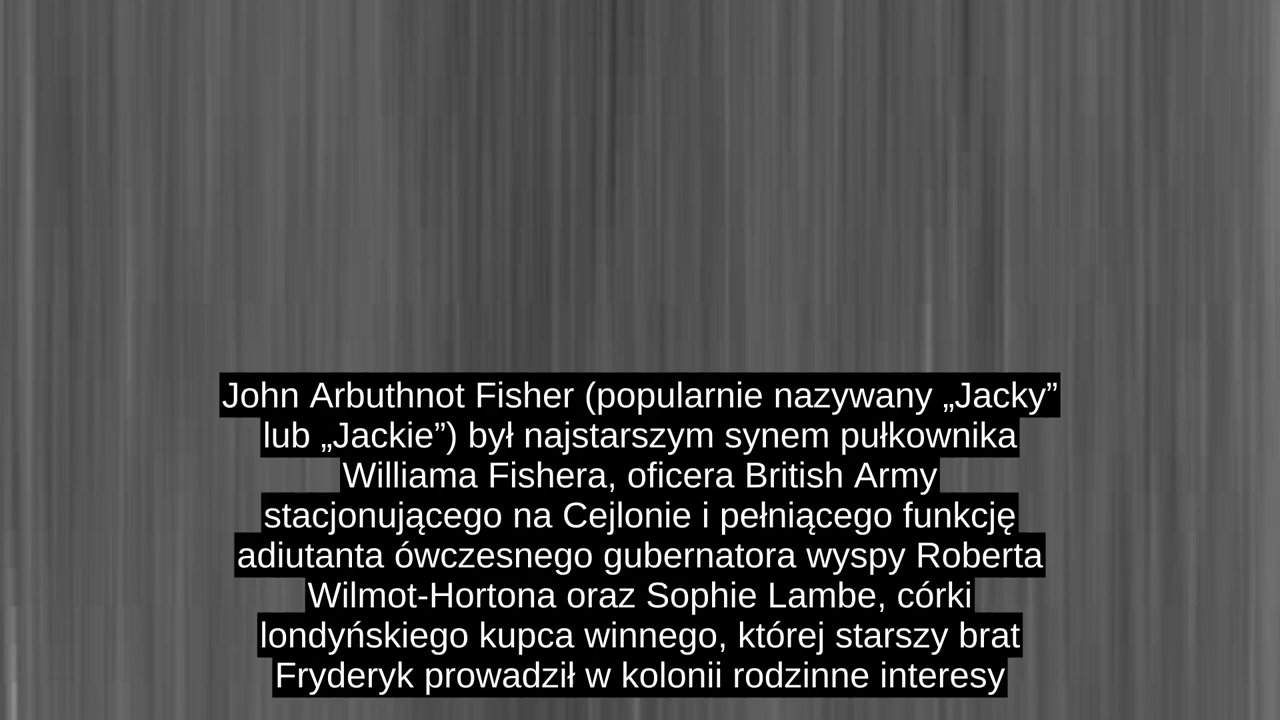 John Arbuthnot Fisher (popularnie nazywany „Jacky”
lub „Jackie”) był najstarszym synem pułkownika
Williama Fishera, oficera British Army
stacjonującego na Cejlonie i pełniącego funkcję
adiutanta ówczesnego gubernatora wyspy Roberta
Wilmot-Hortona oraz Sophie Lambe, córki
londyńskiego kupca winnego, której starszy brat
Fryderyk prowadził w kolonii rodzinne interesy